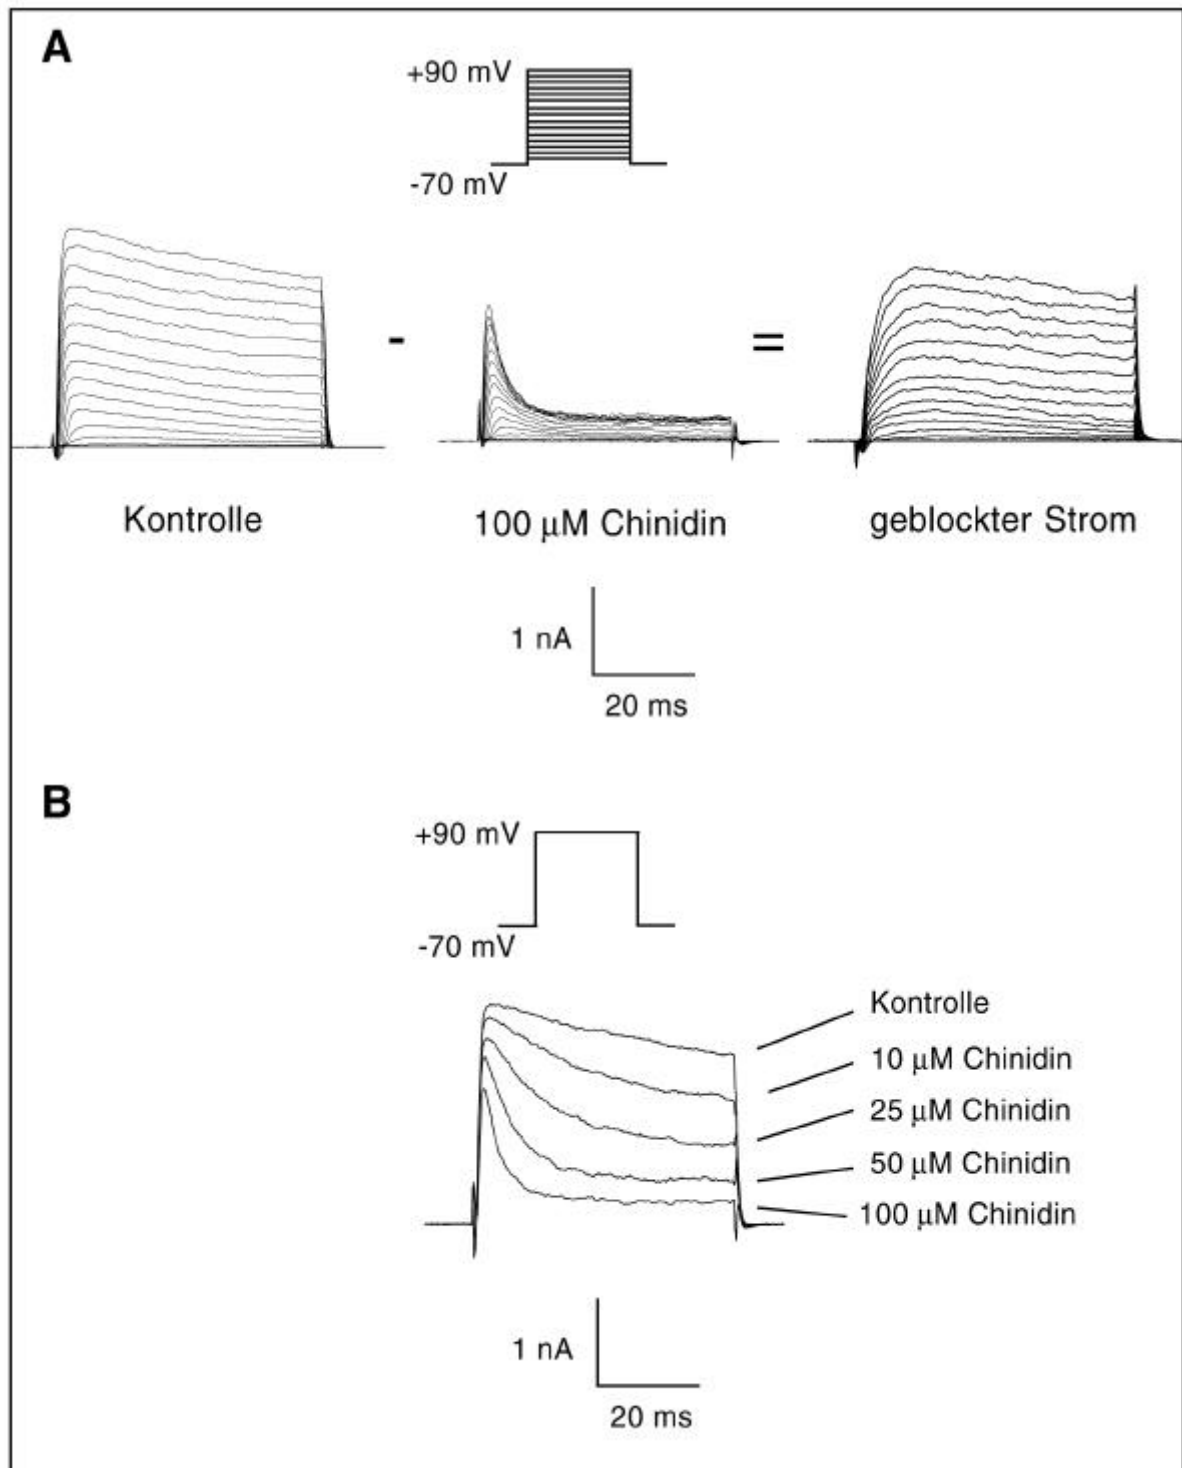 A
+90 mV
-70 mV
-
=
Kontrolle
100 µM Chinidin
geblockter Strom
1 nA
20 ms
B
+90 mV
-70 mV
Kontrolle
10 µM Chinidin
25 µM Chinidin
50 µM Chinidin
100 µM Chinidin
1 nA
20 ms